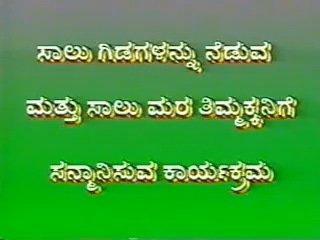 ಸಾಲು ಗಿಡಗಳನ್ನು ನೆಡುವ
ಮತ್ತು ಸಾಲು ಮರ ತಿಮ್ಮಕ್ಕನಿಗೆ
ಸನ್ಮಾನಿಸುವ ಕಾರ್ಯಕ್ರಮ